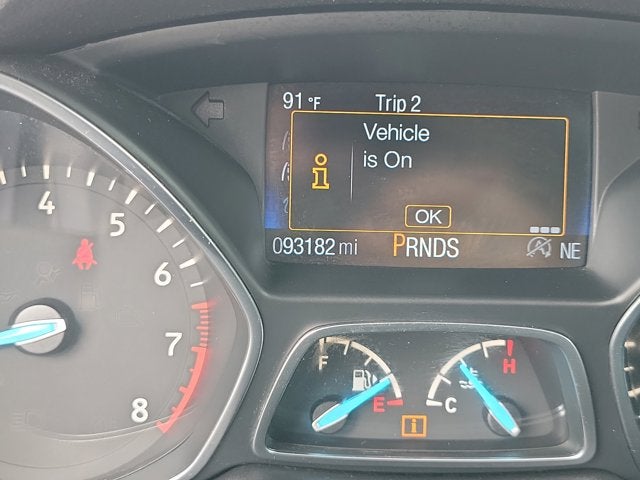 91 °F Trip 2
Vehicle
is On
i
OK
093182 mi PRNDS NE
4
5
6
7
8
F
E
C
H
i